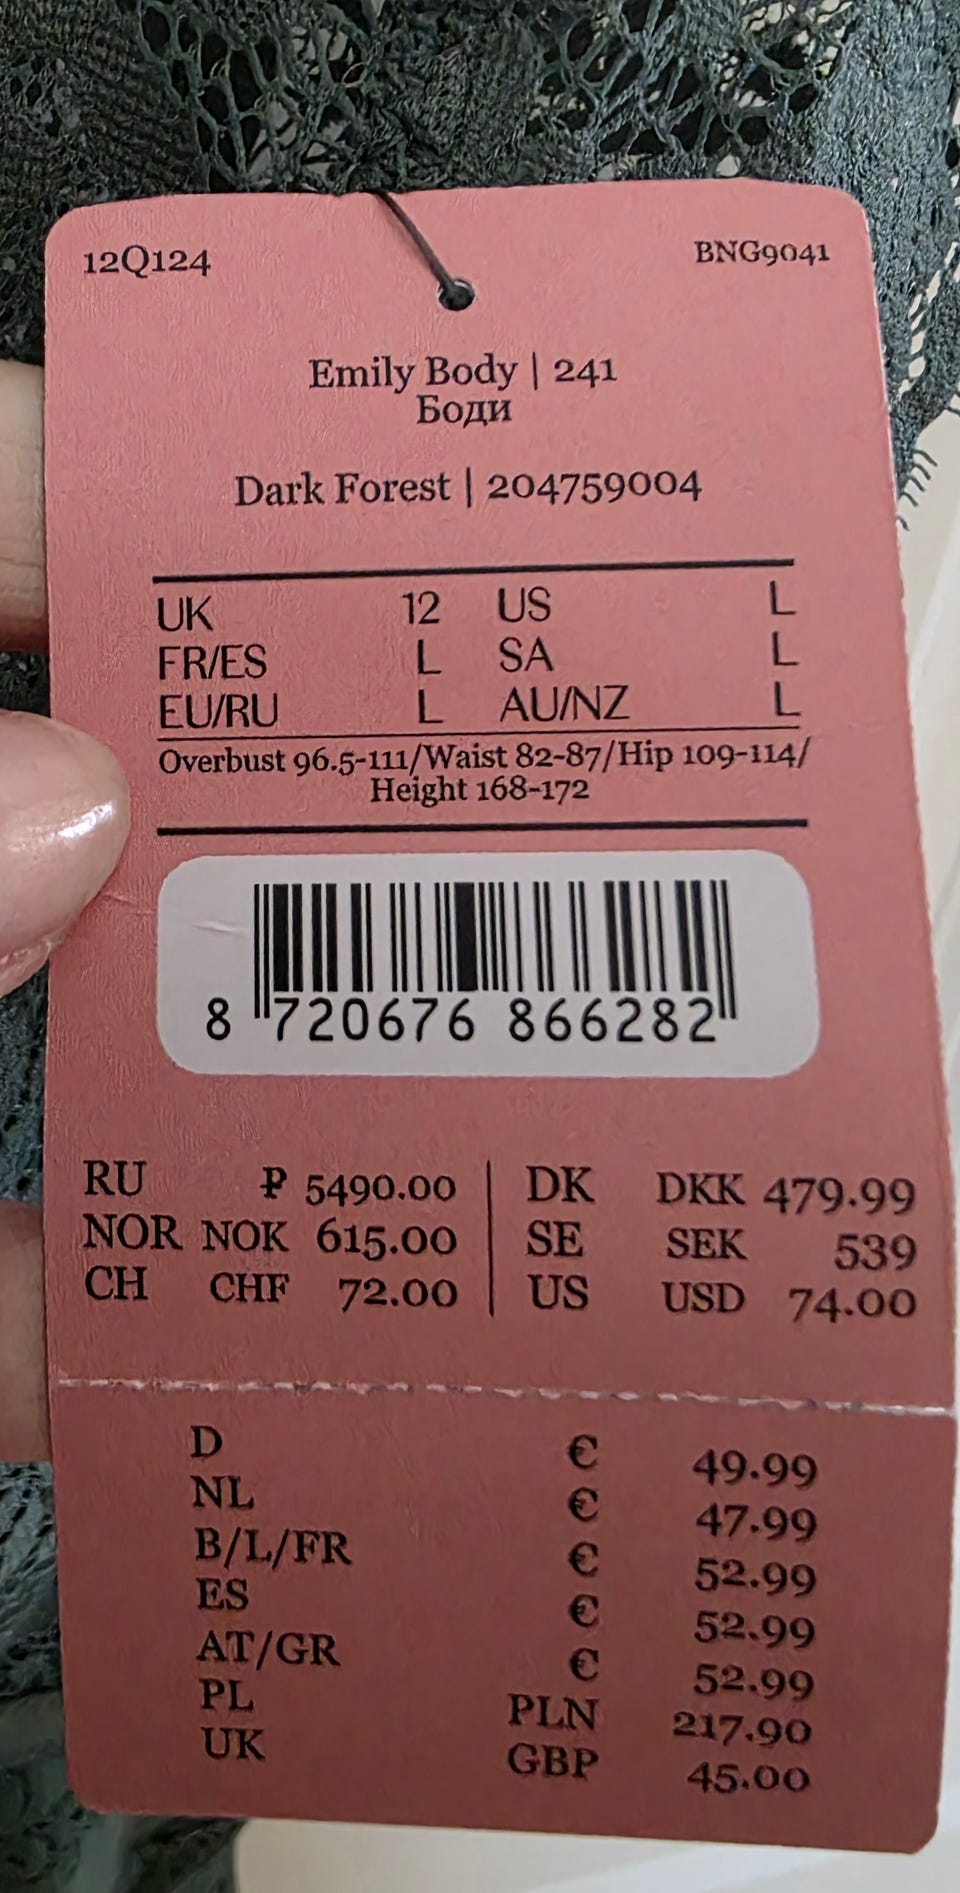 12Q124 BNG9041
Emily Body | 241
Боди
Dark Forest | 204759004
UK 12 US L
FR/ES L SA L
EU/RU L AU/NZ L
Overbust 96.5-111/Waist 82-87/Hip 109-114/
Height 168-172
8 720676 866282
RU ₽ 5490.00 DK DKK 479.99
NOR NOK 615.00 SE SEK 539
CH CHF 72.00 US USD 74.00
D € 49.99
NL € 47.99
B/L/FR € 52.99
ES € 52.99
AT/GR € 52.99
PL PLN 217.90
UK GBP 45.00